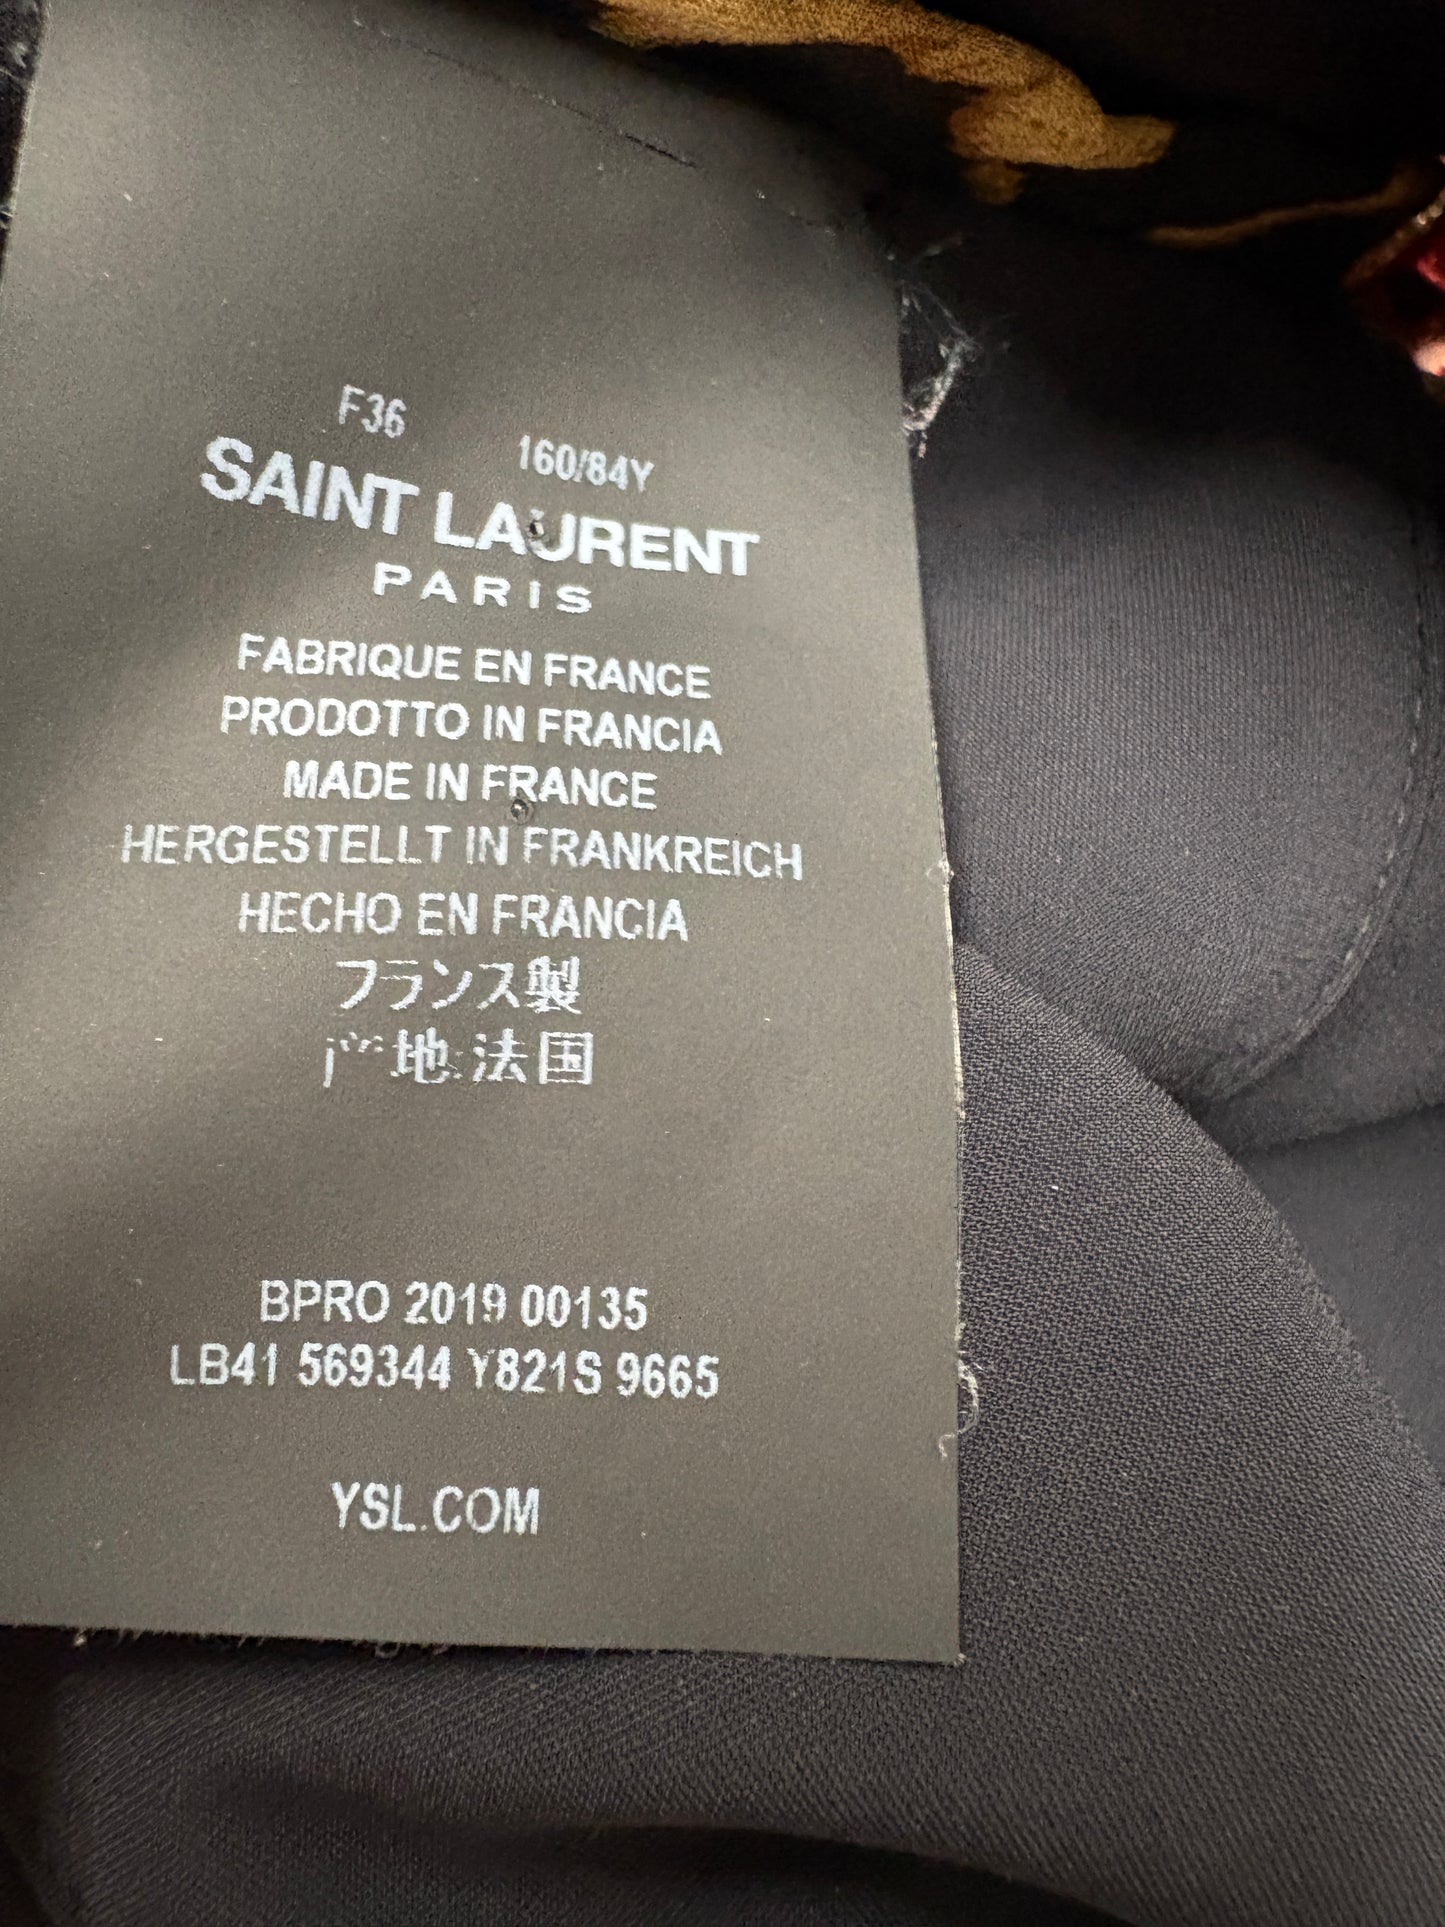 F36 160/84Y
SAINT LAURENT
PARIS
FABRIQUE EN FRANCE
PRODOTTO IN FRANCIA
MADE IN FRANCE
HERGESTELLT IN FRANKREICH
HECHO EN FRANCIA
フランス製
产地:法国
BPRO 2019 00135
LB41 569344 Y821S 9665
YSL.COM